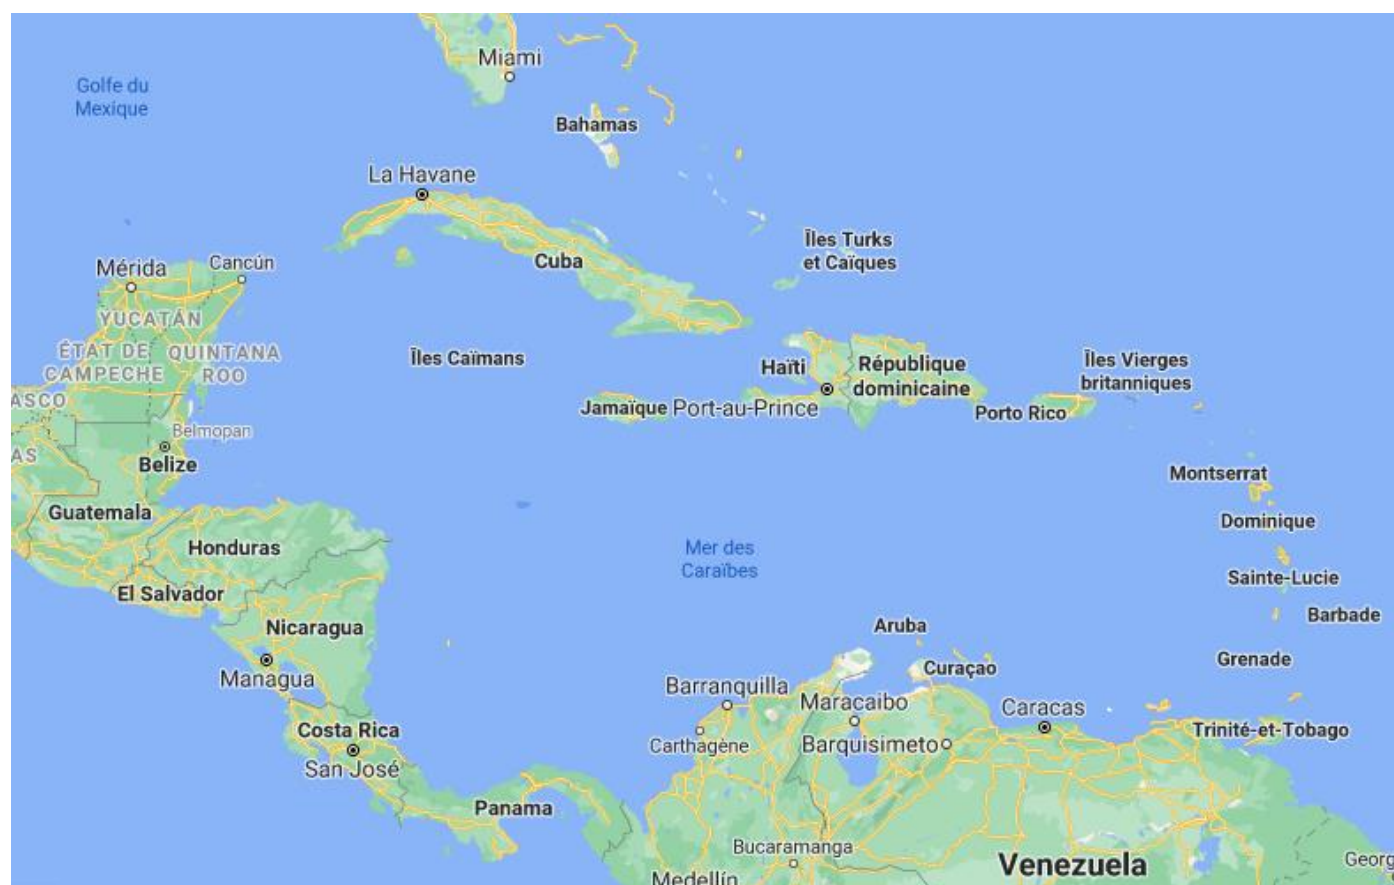 Miami
Golfe du
Mexique
Bahamas
La Havane
Îles Turks
et Caïques
Cuba
Mérida
Cancún
YUCATÁN
ÉTAT DE
CAMPECHE
QUINTANA
ROO
Îles Caïmans
Haïti
République
dominicaine
Îles Vierges
britanniques
ASCO
Jamaïque
Port-au-Prince
Porto Rico
Belmopan
AS
Belize
Montserrat
Guatemala
Dominique
Honduras
Mer des
Caraïbes
Sainte-Lucie
El Salvador
Barbade
Nicaragua
Aruba
Grenade
Curaçao
Managua
Barranquilla
Maracaibo
Caracas
Costa Rica
Carthagène
Barquisimeto
Trinité-et-Tobago
San José
Panama
Bucaramanga
Venezuela
Georg
Medellín